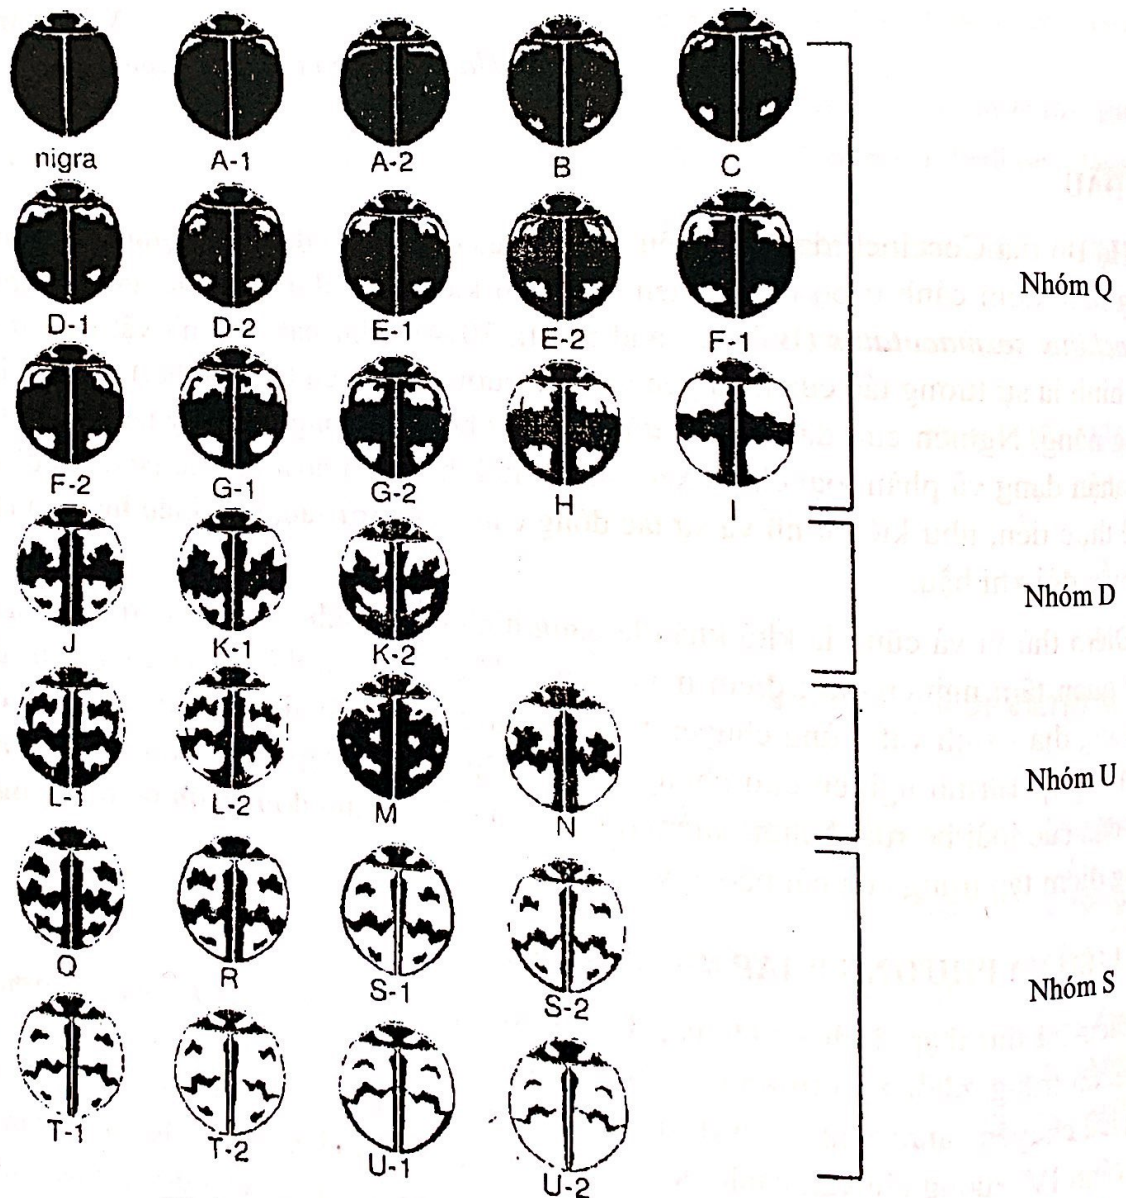 nigra A-1 A-2 B C
D-1 D-2 E-1 E-2 F-1
Nhóm Q
F-2 G-1 G-2 H I
J K-1 K-2
Nhóm D
L-1 L-2 M N
Nhóm U
Q R S-1 S-2
Nhóm S
T-1 T-2 U-1 U-2